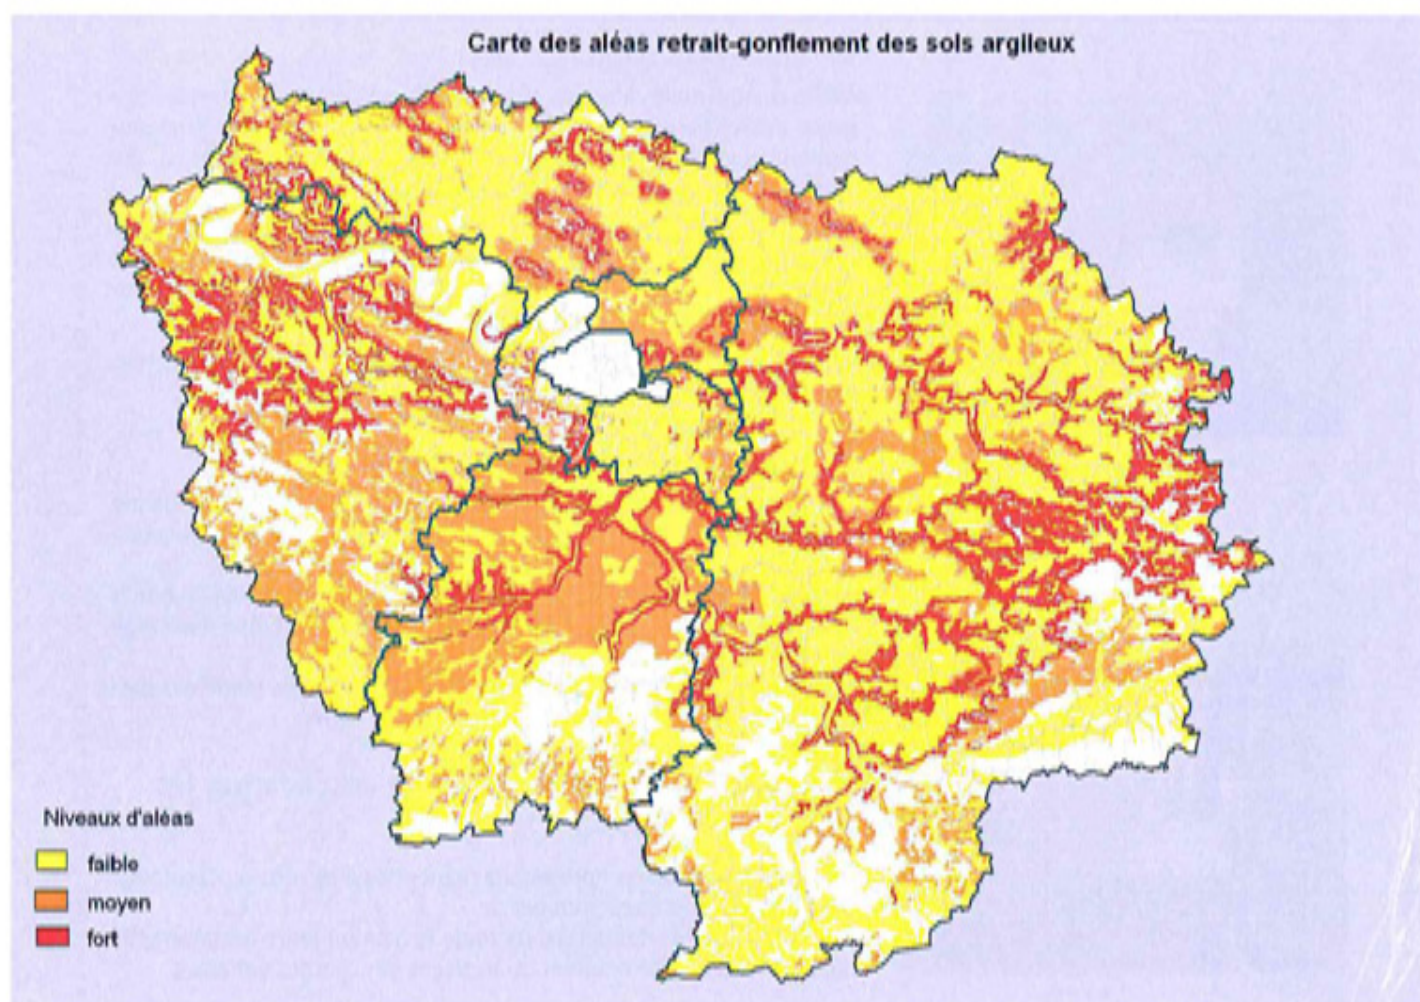 Carte des aléas retrait-gonflement des sols argileux
Niveaux d'aléas
faible
moyen
fort